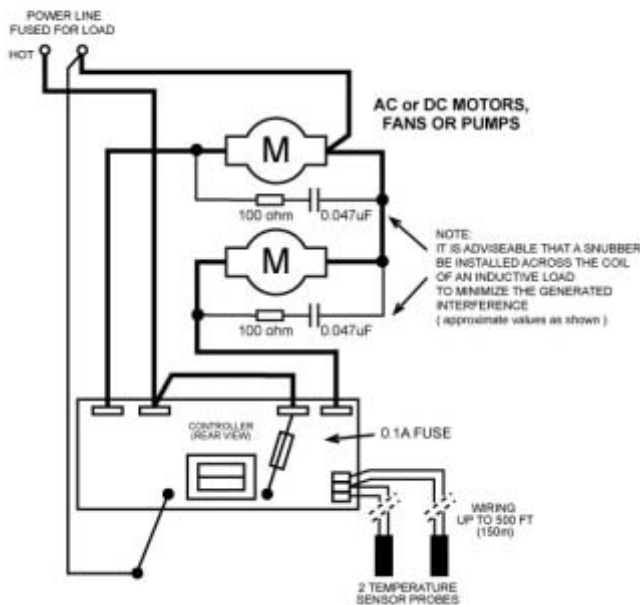 POWER LINE
FUSED FOR LOAD
HOT
AC or DC MOTORS,
FANS OR PUMPS
M
100 ohm
0.047uF
M
100 ohm
0.047uF
NOTE:
IT IS ADVISEABLE THAT A SNUBBER
BE INSTALLED ACROSS THE COIL
OF AN INDUCTIVE LOAD
TO MINIMIZE THE GENERATED
INTERFERENCE
( approximate values as shown )
CONTROLLER
(REAR VIEW)
0.1A FUSE
WIRING
UP TO 500 FT
(150m)
2 TEMPERATURE
SENSOR PROBES